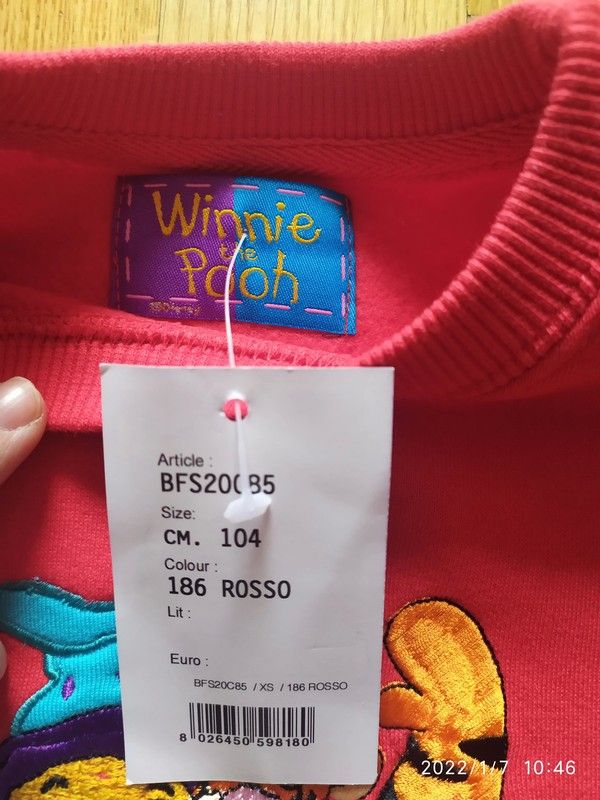 Winnie
the
Pooh
©Disney
Article :
BFS20C85
Size:
CM. 104
Colour :
186 ROSSO
Lit :
Euro :
BFS20C85 / XS / 186 ROSSO
8 026450 598180
2022/1/7 10:46